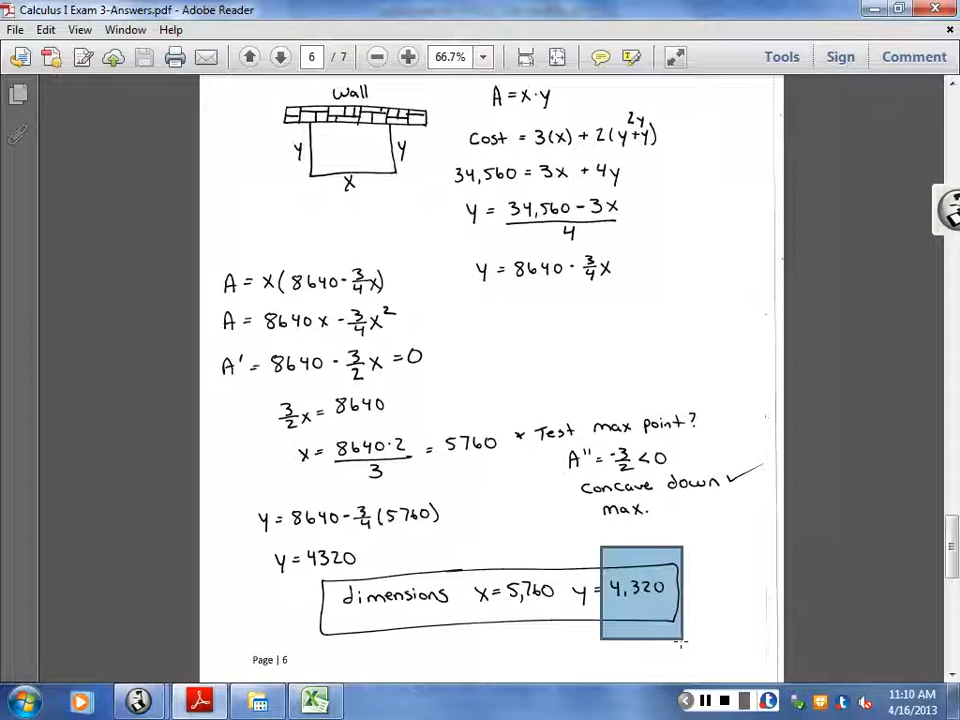 Calculus I Exam 3-Answers.pdf - Adobe Reader
File Edit View Window Help
6 / 7 66.7% Tools Sign Comment
Wall
y y
x
A = x·y
Cost = 3(x) + 2(y+y) 2y
34,560 = 3x + 4y
y = 34,560 - 3x / 4
y = 8640 - 3/4 x
A = x(8640 - 3/4 x)
A = 8640x - 3/4 x²
A' = 8640 - 3/2 x = 0
3/2 x = 8640
x = 8640·2 / 3 = 5760
* Test max point?
A'' = -3/2 < 0
Concave down ✓
max.
y = 8640 - 3/4 (5760)
y = 4320
dimensions x = 5,760 y = 4,320
Page | 6
11:10 AM
4/16/2013